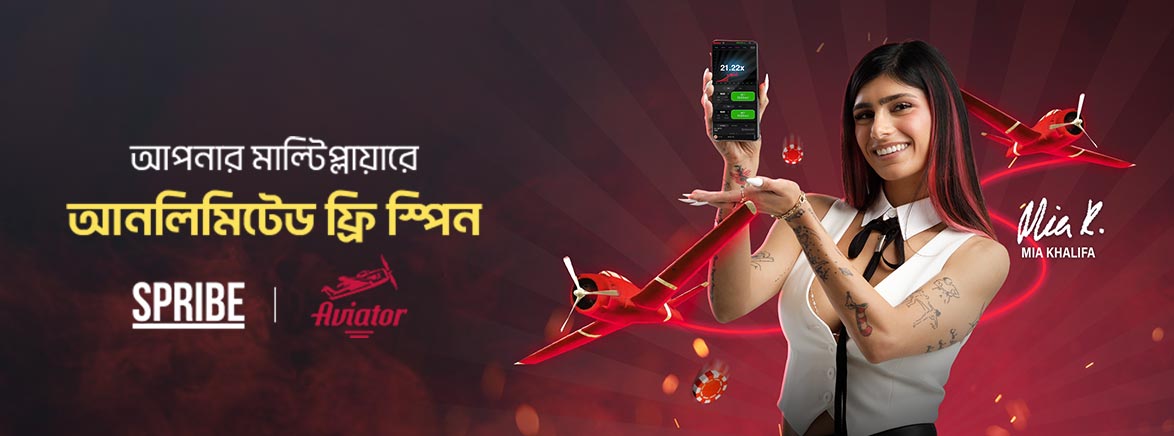 আপনার মাল্টিপ্লায়ারে
আনলিমিটেড ফ্রি স্পিন
SPRIBE
Aviator
21.22x
Mia K.
MIA KHALIFA